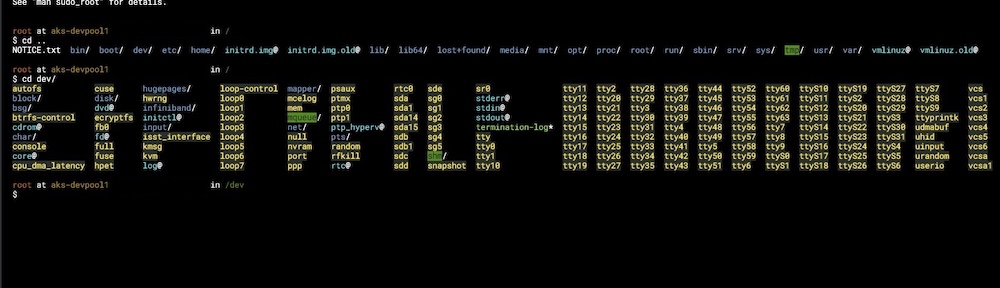 See "man sudo_root" for details.
root at aks-devpool1 in /
$ cd ..
NOTICE.txt bin/ boot/ dev/ etc/ home/ initrd.img@ initrd.img.old@ lib/ lib64/ lost+found/ media/ mnt/ opt/ proc/ root/ run/ sbin/ srv/ sys/ tmp/ usr/ var/ vmlinuz@ vmlinuz.old@
root at aks-devpool1 in /
$ cd dev/
autofs cuse hugepages/ loop-control mapper/ psaux rtc0 sde sr0 tty11 tty2 tty28 tty36 tty44 tty52 tty60 ttyS10 ttyS19 ttyS27 ttyS7 vcs
block/ disk/ hwrng loop0 mcelog ptmx sda sg0 stderr@ tty12 tty20 tty29 tty37 tty45 tty53 tty61 ttyS11 ttyS2 ttyS28 ttyS8 vcs1
bsg/ dvd@ infiniband/ loop1 mem ptp0 sda1 sg1 stdin@ tty13 tty21 tty3 tty38 tty46 tty54 tty62 ttyS12 ttyS20 ttyS29 ttyS9 vcs2
btrfs-control ecryptfs initctl@ loop2 mqueue/ ptp1 sda14 sg2 stdout@ tty14 tty22 tty30 tty39 tty47 tty55 tty63 ttyS13 ttyS21 ttyS3 ttyprintk vcs3
cdrom@ fb0 input/ loop3 net/ ptp_hyperv@ sda15 sg3 termination-log* tty15 tty23 tty31 tty4 tty48 tty56 tty7 ttyS14 ttyS22 ttyS30 udmabuf vcs4
char/ fd@ isst_interface loop4 null pts/ sdb sg4 tty tty16 tty24 tty32 tty40 tty49 tty57 tty8 ttyS15 ttyS23 ttyS31 uhid vcs5
console full kmsg loop5 nvram random sdb1 sg5 tty0 tty17 tty25 tty33 tty41 tty5 tty58 tty9 ttyS16 ttyS24 ttyS4 uinput vcs6
core@ fuse kvm loop6 port rfkill sdc shm/ tty1 tty18 tty26 tty34 tty42 tty50 tty59 ttyS0 ttyS17 ttyS25 ttyS5 urandom vcsa
cpu_dma_latency hpet log@ loop7 ppp rtc@ sdd snapshot tty10 tty19 tty27 tty35 tty43 tty51 tty6 ttyS1 ttyS18 ttyS26 ttyS6 userio vcsa1
root at aks-devpool1 in /dev
$